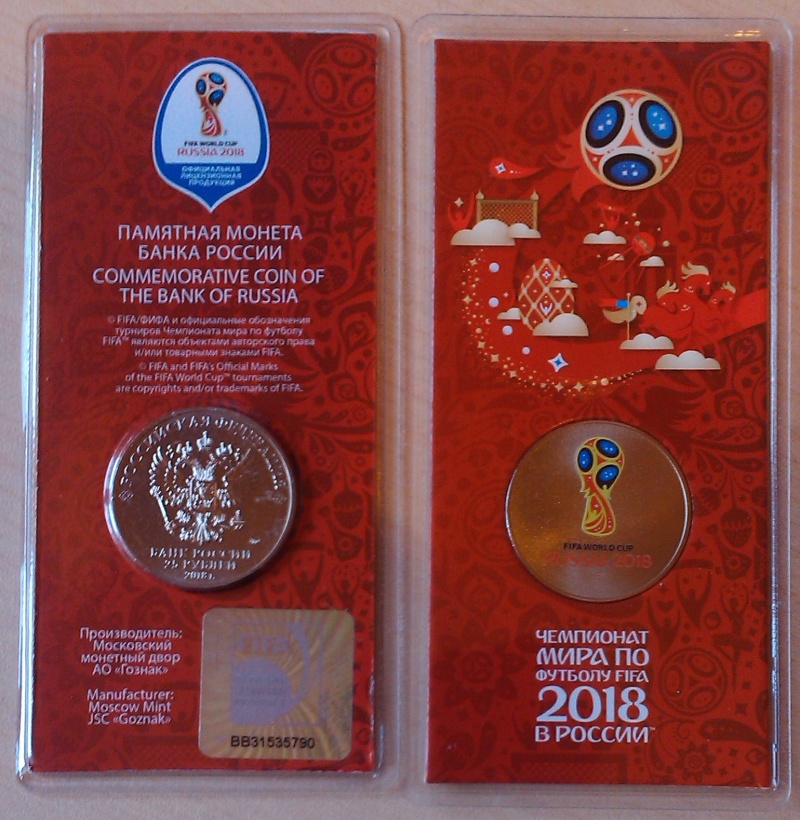 FIFA WORLD CUP
RUSSIA 2018
ОФИЦИАЛЬНАЯ
ЛИЦЕНЗИОННАЯ
ПРОДУКЦИЯ
ПАМЯТНАЯ МОНЕТА
БАНКА РОССИИ
COMMEMORATIVE COIN OF
THE BANK OF RUSSIA
© FIFA/ФИФА и официальные обозначения
турниров Чемпионата мира по футболу
FIFA™ являются объектами авторского права
и/или товарными знаками FIFA.
© FIFA and FIFA's Official Marks
of the FIFA World Cup™ tournaments
are copyrights and/or trademarks of FIFA.
РОССИЙСКАЯ ФЕДЕРАЦИЯ
БАНК РОССИИ
25 РУБЛЕЙ
2018 г.
Производитель:
Московский
монетный двор
АО «Гознак»
Manufacturer:
Moscow Mint
JSC «Goznak»
FIFA
BB31535790
FIFA WORLD CUP
RUSSIA 2018
ЧЕМПИОНАТ
МИРА ПО
ФУТБОЛУ FIFA
2018
В РОССИИ™